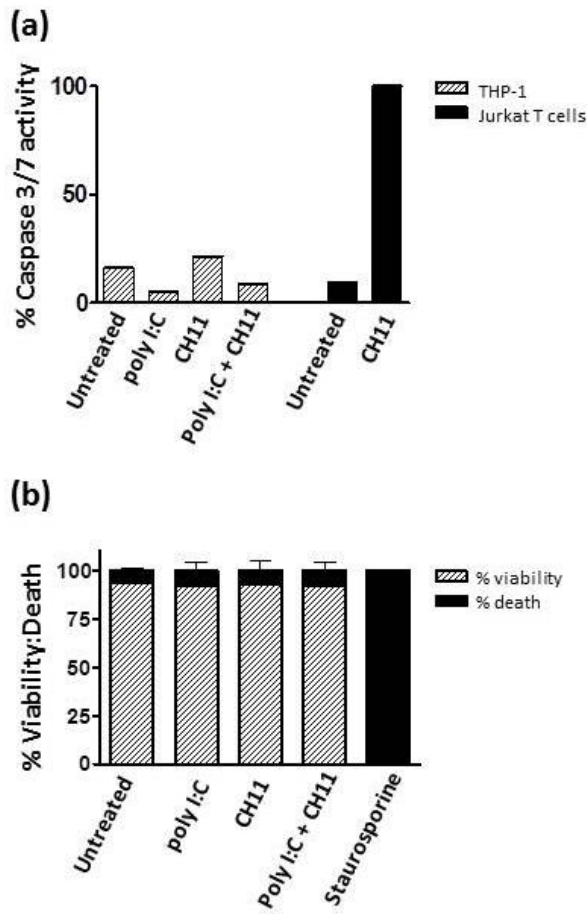 (a)
% Caspase 3/7 activity
100
50
0
Untreated
poly I:C
CH11
Poly I:C + CH11
Untreated
CH11
THP-1
Jurkat T cells
(b)
% Viability:Death
100
75
50
25
0
Untreated
poly I:C
CH11
Poly I:C + CH11
Staurosporine
% viability
% death